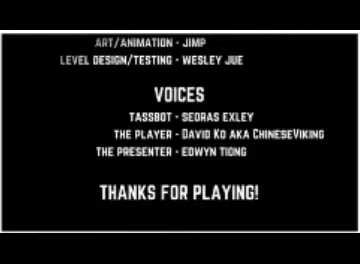 ART/ANIMATION - JIMP
LEVEL DESIGN/TESTING - WESLEY JUE
VOICES
TASSBOT - SEDRAS EXLEY
THE PLAYER - DAVID KO AKA CHINESEVIKING
THE PRESENTER - EDWYN TIONG
THANKS FOR PLAYING!